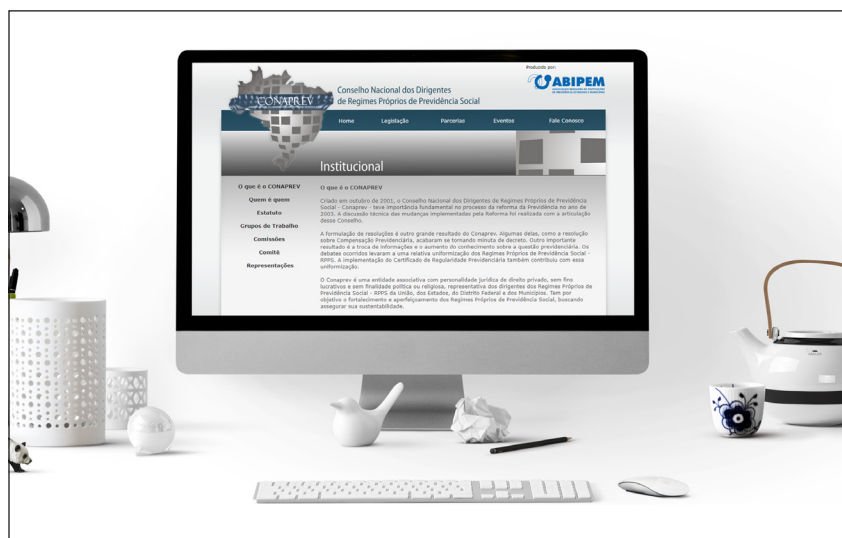 Produzido por:
ABIPEM
ASSOCIAÇÃO BRASILEIRA DE INSTITUIÇÕES
DE PREVIDÊNCIA ESTADUAIS E MUNICIPAIS
CONAPREV
Conselho Nacional dos Dirigentes
de Regimes Próprios de Previdência Social
Home Legislação Parcerias Eventos Fale Conosco
Institucional
O que é o CONAPREV
Quem é quem
Estatuto
Grupos de Trabalho
Comissões
Comitê
Representações
O que é o CONAPREV
Criado em outubro de 2001, o Conselho Nacional dos Dirigentes de Regimes Próprios de Previdência
Social - Conaprev - teve importância fundamental no processo da reforma da Previdência no ano de
2003. A discussão técnica das mudanças implementadas pela Reforma foi realizada com a articulação
desse Conselho.
A formulação de resoluções é outro grande resultado do Conaprev. Algumas delas, como a resolução
sobre Compensação Previdenciária, acabaram se tornando minuta de decreto. Outro importante
resultado é a troca de informações e o aumento do conhecimento sobre a questão previdenciária. Os
debates ocorridos levaram a uma relativa uniformização dos Regimes Próprios de Previdência Social -
RPPS. A implementação do Certificado de Regularidade Previdenciária também contribuiu com essa
uniformização.
O Conaprev é uma entidade associativa com personalidade jurídica de direito privado, sem fins
lucrativos e sem finalidade política ou religiosa, representativa dos dirigentes dos Regimes Próprios de
Previdência Social - RPPS da União, dos Estados, do Distrito Federal e dos Municípios. Tem por
objetivo o fortalecimento e aperfeiçoamento dos Regimes Próprios de Previdência Social, buscando
assegurar sua sustentabilidade.